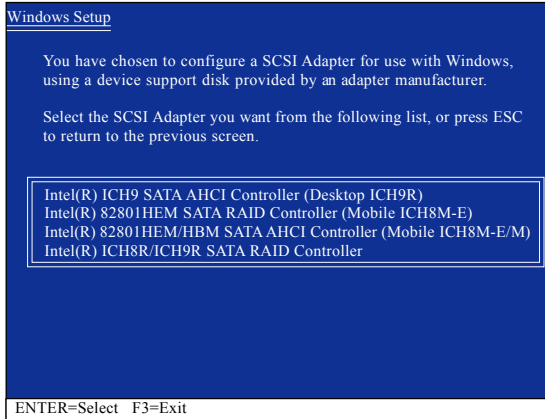 Windows Setup
You have chosen to configure a SCSI Adapter for use with Windows,
using a device support disk provided by an adapter manufacturer.
Select the SCSI Adapter you want from the following list, or press ESC
to return to the previous screen.
Intel(R) ICH9 SATA AHCI Controller (Desktop ICH9R)
Intel(R) 82801HEM SATA RAID Controller (Mobile ICH8M-E)
Intel(R) 82801HEM/HBM SATA AHCI Controller (Mobile ICH8M-E/M)
Intel(R) ICH8R/ICH9R SATA RAID Controller
ENTER=Select F3=Exit